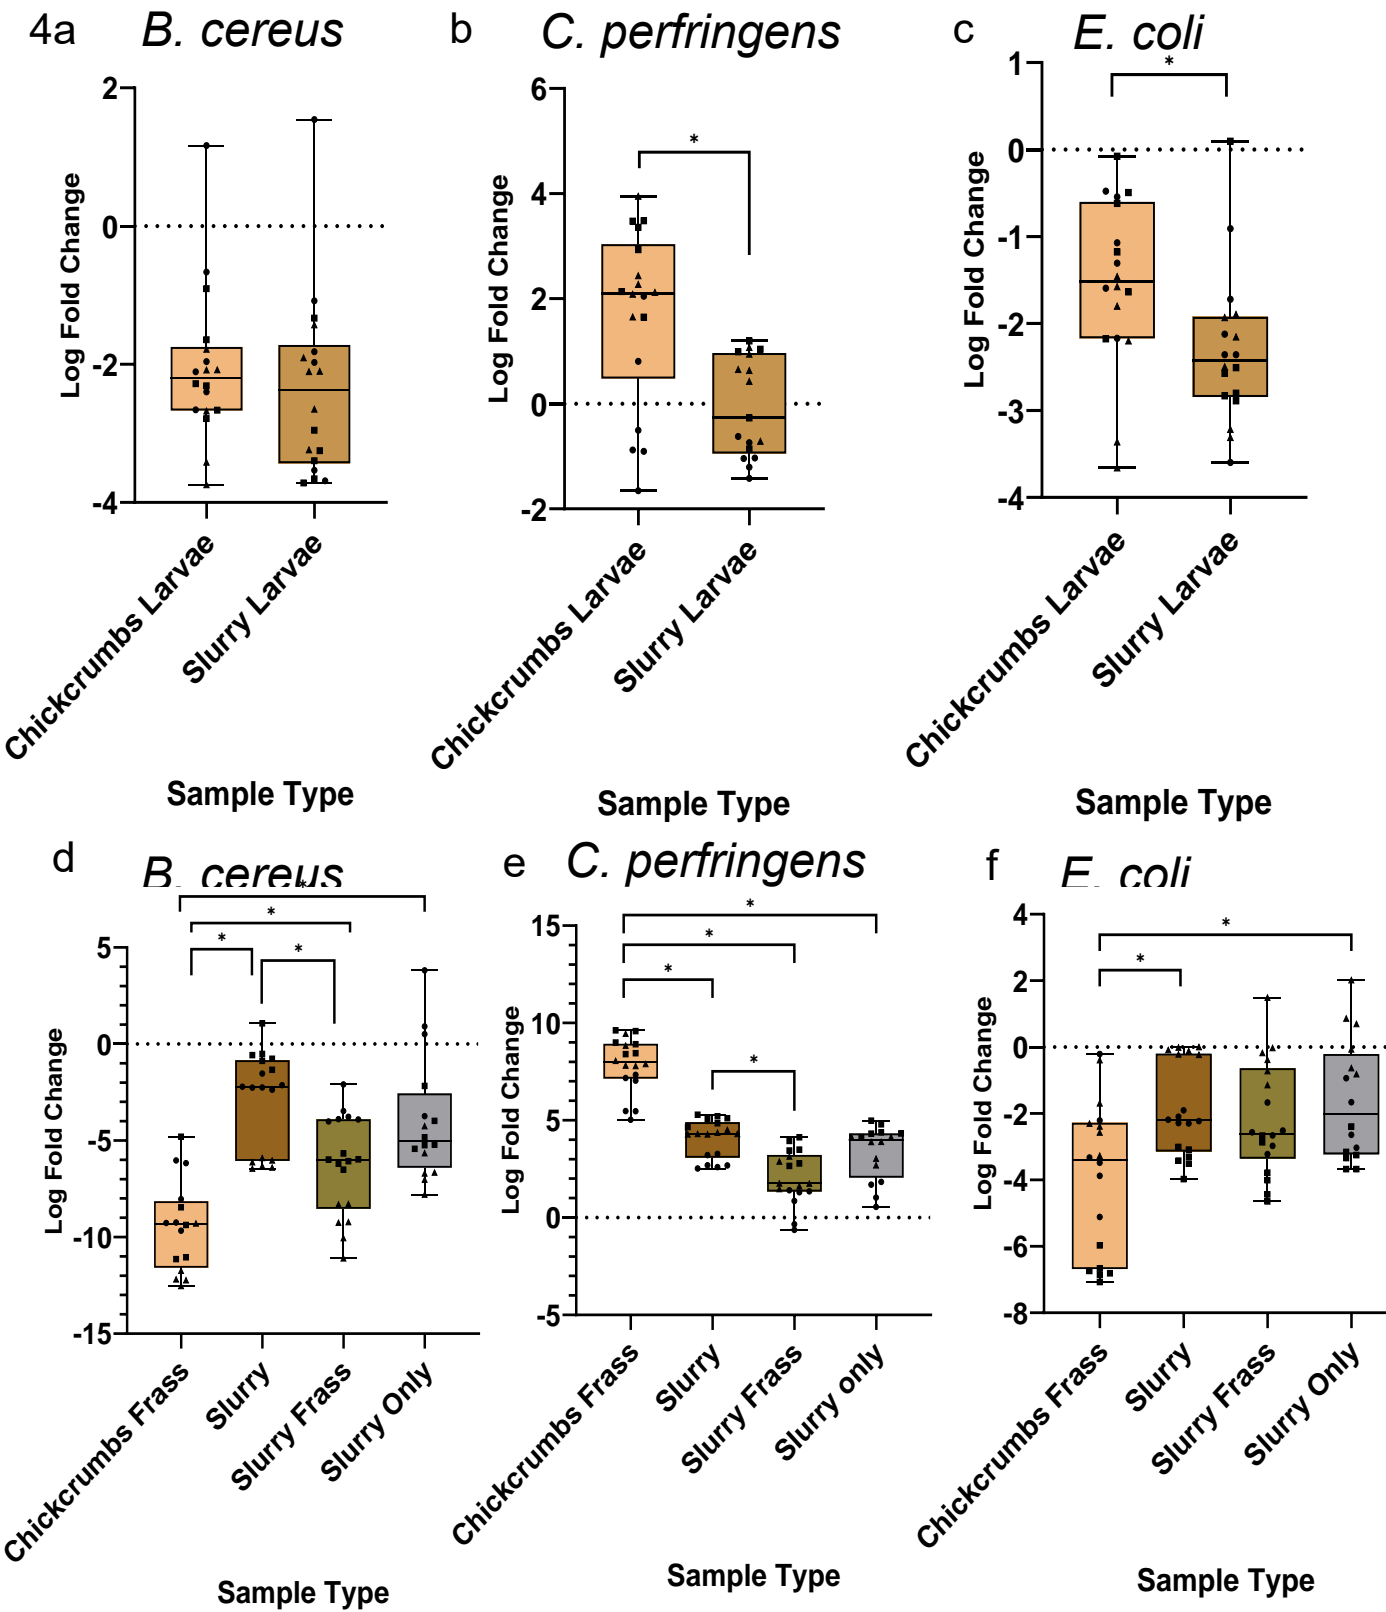 4a B. cereus
b C. perfringens
c E. coli
2
0
-2
-4
Log Fold Change
Chickcrumbs Larvae
Slurry Larvae
Sample Type
6
4
2
0
-2
Log Fold Change
*
Chickcrumbs Larvae
Slurry Larvae
Sample Type
1
0
-1
-2
-3
-4
Log Fold Change
*
Chickcrumbs Larvae
Slurry Larvae
Sample Type
d B. cereus
e C. perfringens
f E. coli
*
*
*
*
5
0
-5
-10
-15
Log Fold Change
Chickcrumbs Frass
Slurry
Slurry Frass
Slurry Only
Sample Type
*
*
*
*
15
10
5
0
-5
Log Fold Change
Chickcrumbs Frass
Slurry
Slurry Frass
Slurry only
Sample Type
*
*
4
2
0
-2
-4
-6
-8
Log Fold Change
Chickcrumbs Frass
Slurry
Slurry Frass
Slurry Only
Sample Type